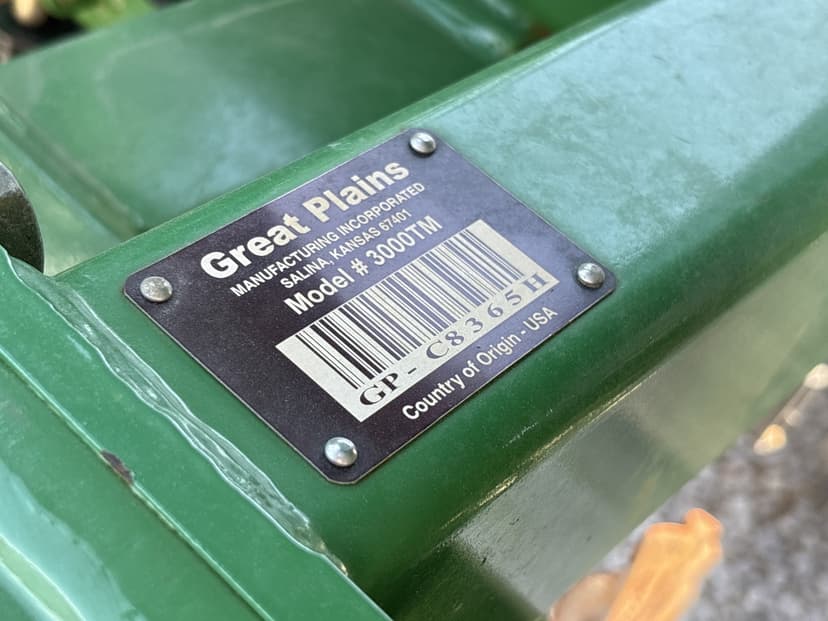 Great Plains
MANUFACTURING INCORPORATED
SALINA, KANSAS 67401
Model # 3000TM
GP-C8365H
Country of Origin - USA